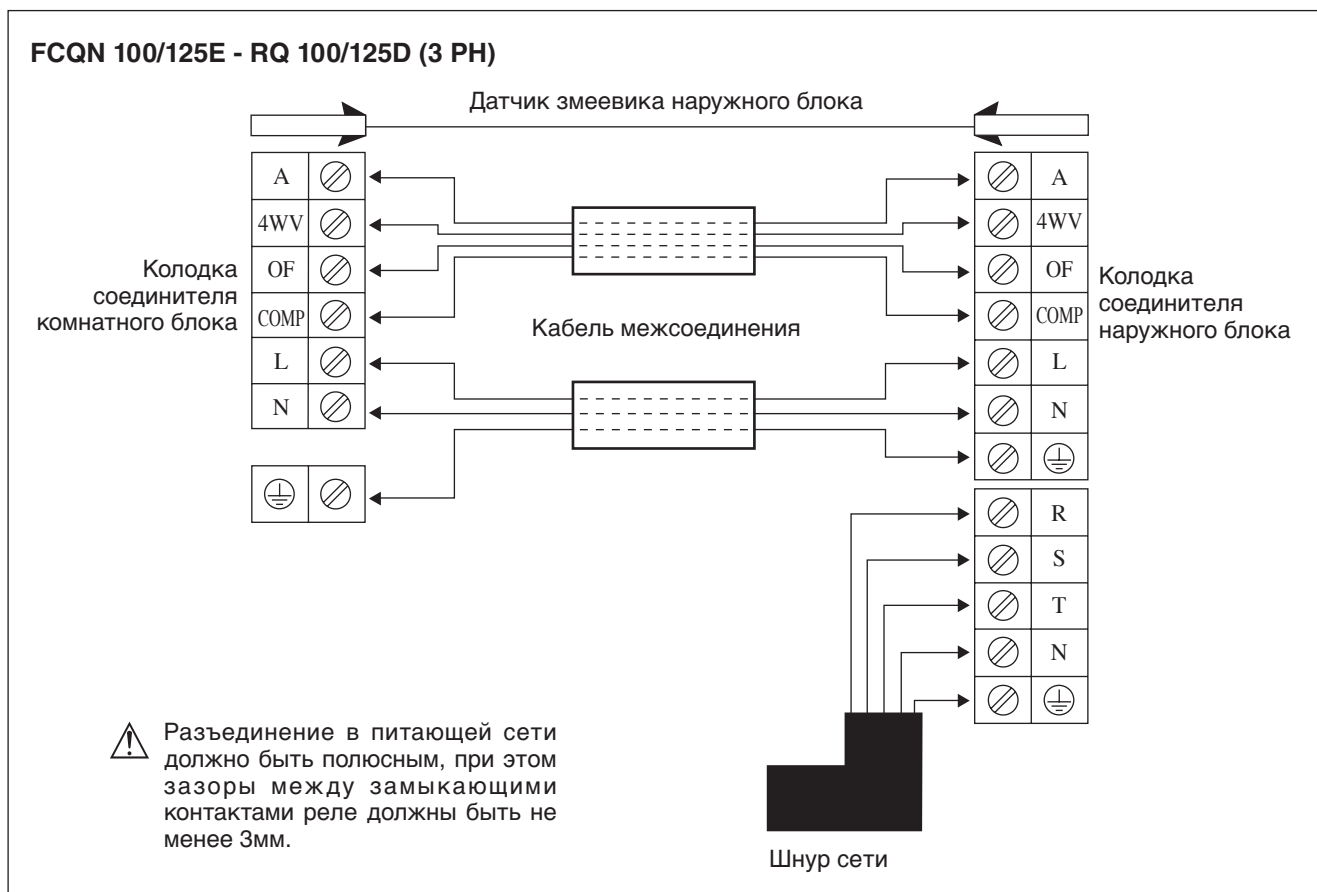 FCQN 100/125E - RQ 100/125D (3 PH)
Датчик змеевика наружного блока
A
4WV
OF
COMP
L
N
Колодка
соединителя
комнатного блока
Кабель межсоединения
A
4WV
OF
COMP
L
N
R
S
T
N
Колодка
соединителя
наружного блока
Разъединение в питающей сети
должно быть полюсным, при этом
зазоры между замыкающими
контактами реле должны быть не
менее 3мм.
Шнур сети